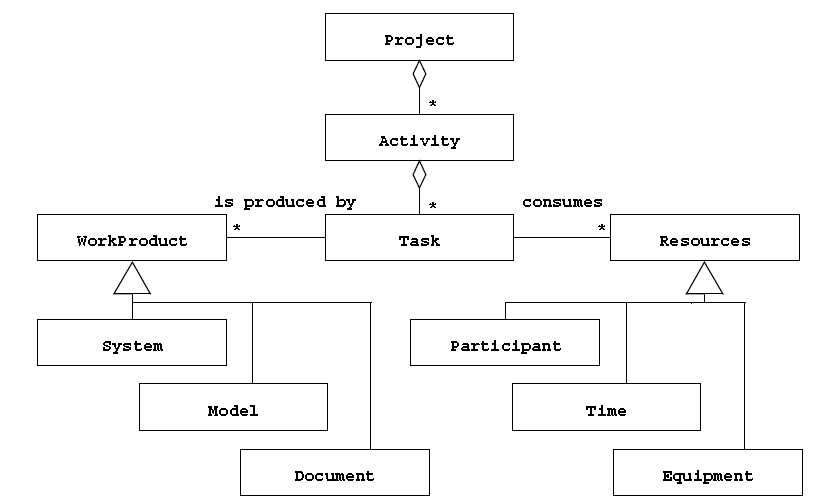 Project
*
Activity
is produced by
*
consumes
WorkProduct
*
Task
*
Resources
System
Participant
Model
Time
Document
Equipment